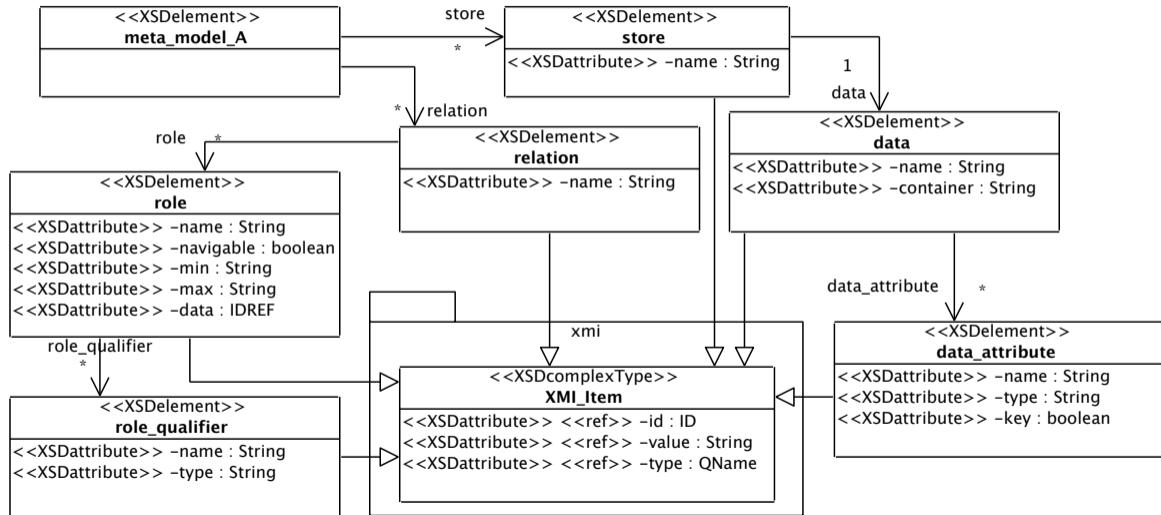 <<XSDelement>>
meta_model_A
store
*
<<XSDelement>>
store
<<XSDattribute>> -name : String
1
data
* relation
role *
<<XSDelement>>
relation
<<XSDattribute>> -name : String
<<XSDelement>>
data
<<XSDattribute>> -name : String
<<XSDattribute>> -container : String
<<XSDelement>>
role
<<XSDattribute>> -name : String
<<XSDattribute>> -navigable : boolean
<<XSDattribute>> -min : String
<<XSDattribute>> -max : String
<<XSDattribute>> -data : IDREF
data_attribute *
role_qualifier
*
xmi
<<XSDelement>>
data_attribute
<<XSDattribute>> -name : String
<<XSDattribute>> -type : String
<<XSDattribute>> -key : boolean
<<XSDcomplexType>>
XMI_Item
<<XSDattribute>> <<ref>> -id : ID
<<XSDattribute>> <<ref>> -value : String
<<XSDattribute>> <<ref>> -type : QName
<<XSDelement>>
role_qualifier
<<XSDattribute>> -name : String
<<XSDattribute>> -type : String